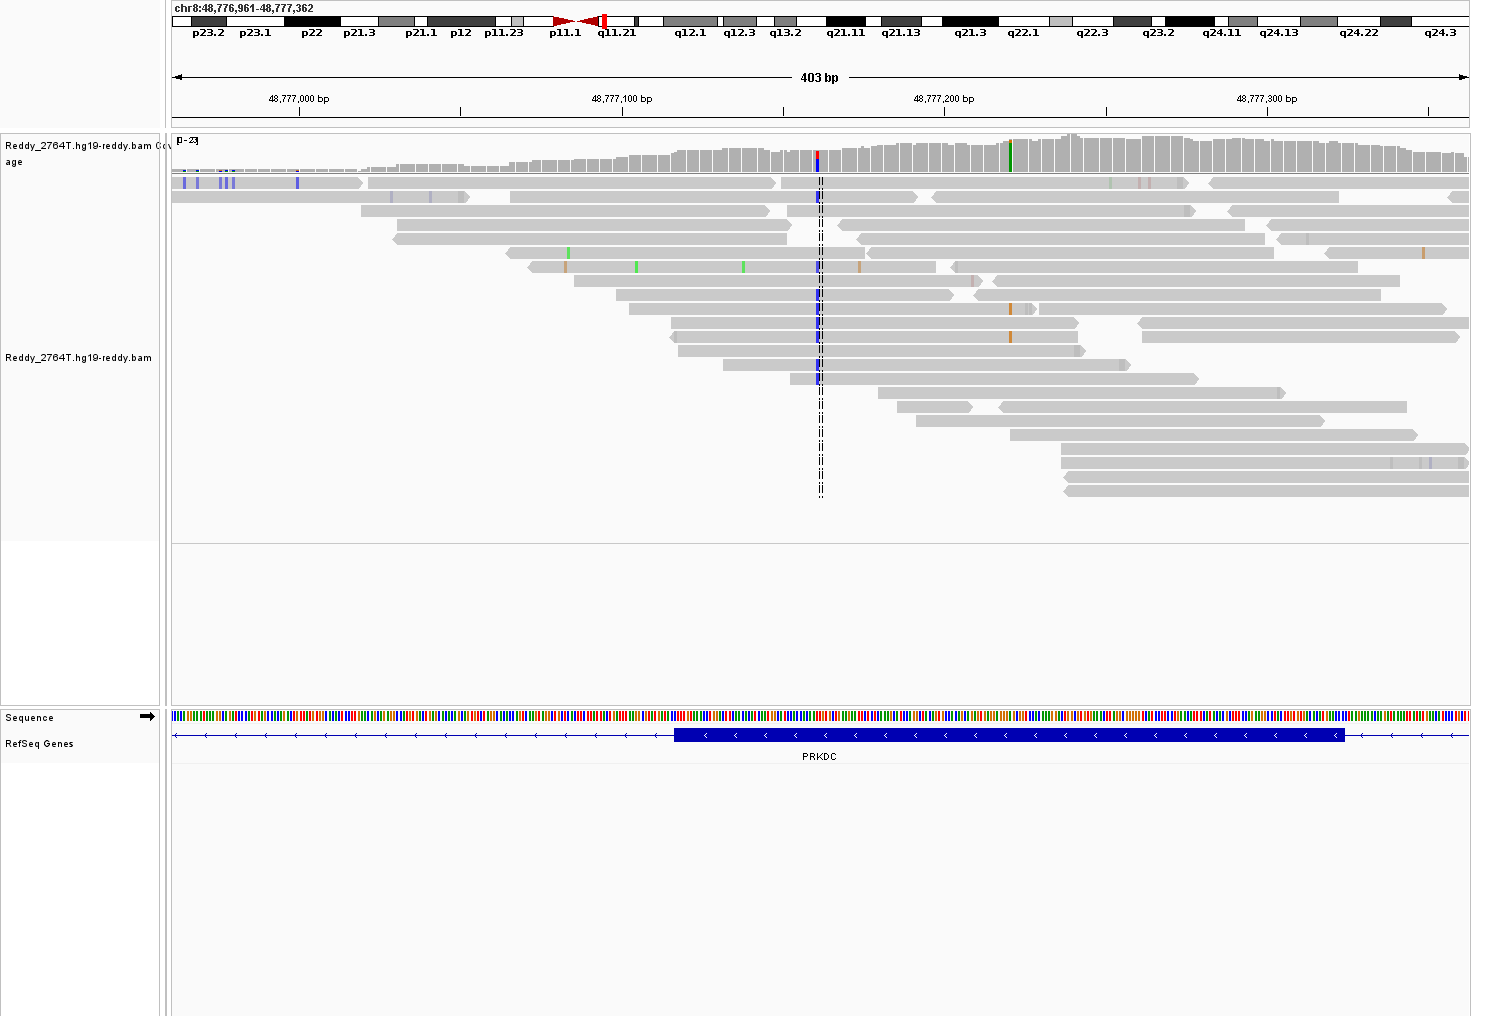 chr8:48,776,961-48,777,362
p23.2 p23.1 p22 p21.3 p21.1 p12 p11.23 p11.1 q11.21 q12.1 q12.3 q13.2 q21.11 q21.13 q21.3 q22.1 q22.3 q23.2 q24.11 q24.13 q24.22 q24.3
403 bp
48,777,000 bp 48,777,100 bp 48,777,200 bp 48,777,300 bp
Reddy_2764T.hg19-reddy.bam Cov
age
[0-23]
Reddy_2764T.hg19-reddy.bam
Sequence
RefSeq Genes
PRKDC